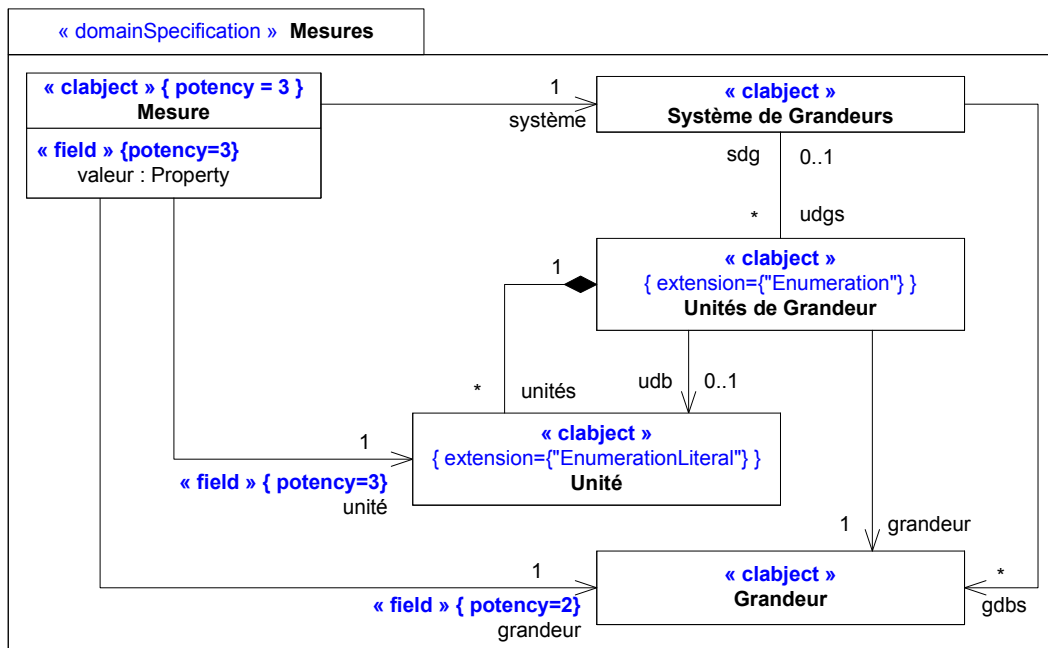 « domainSpecification » Mesures
« clabject » { potency = 3 }
Mesure
« field » {potency=3}
valeur : Property
1
système
« clabject »
Système de Grandeurs
sdg 0..1
* udgs
« clabject »
{ extension={"Enumeration"} }
Unités de Grandeur
1
* unités
udb 0..1
« clabject »
{ extension={"EnumerationLiteral"} }
Unité
1
« field » { potency=3}
unité
1 grandeur
« clabject »
Grandeur
1
« field » { potency=2}
grandeur
*
gdbs